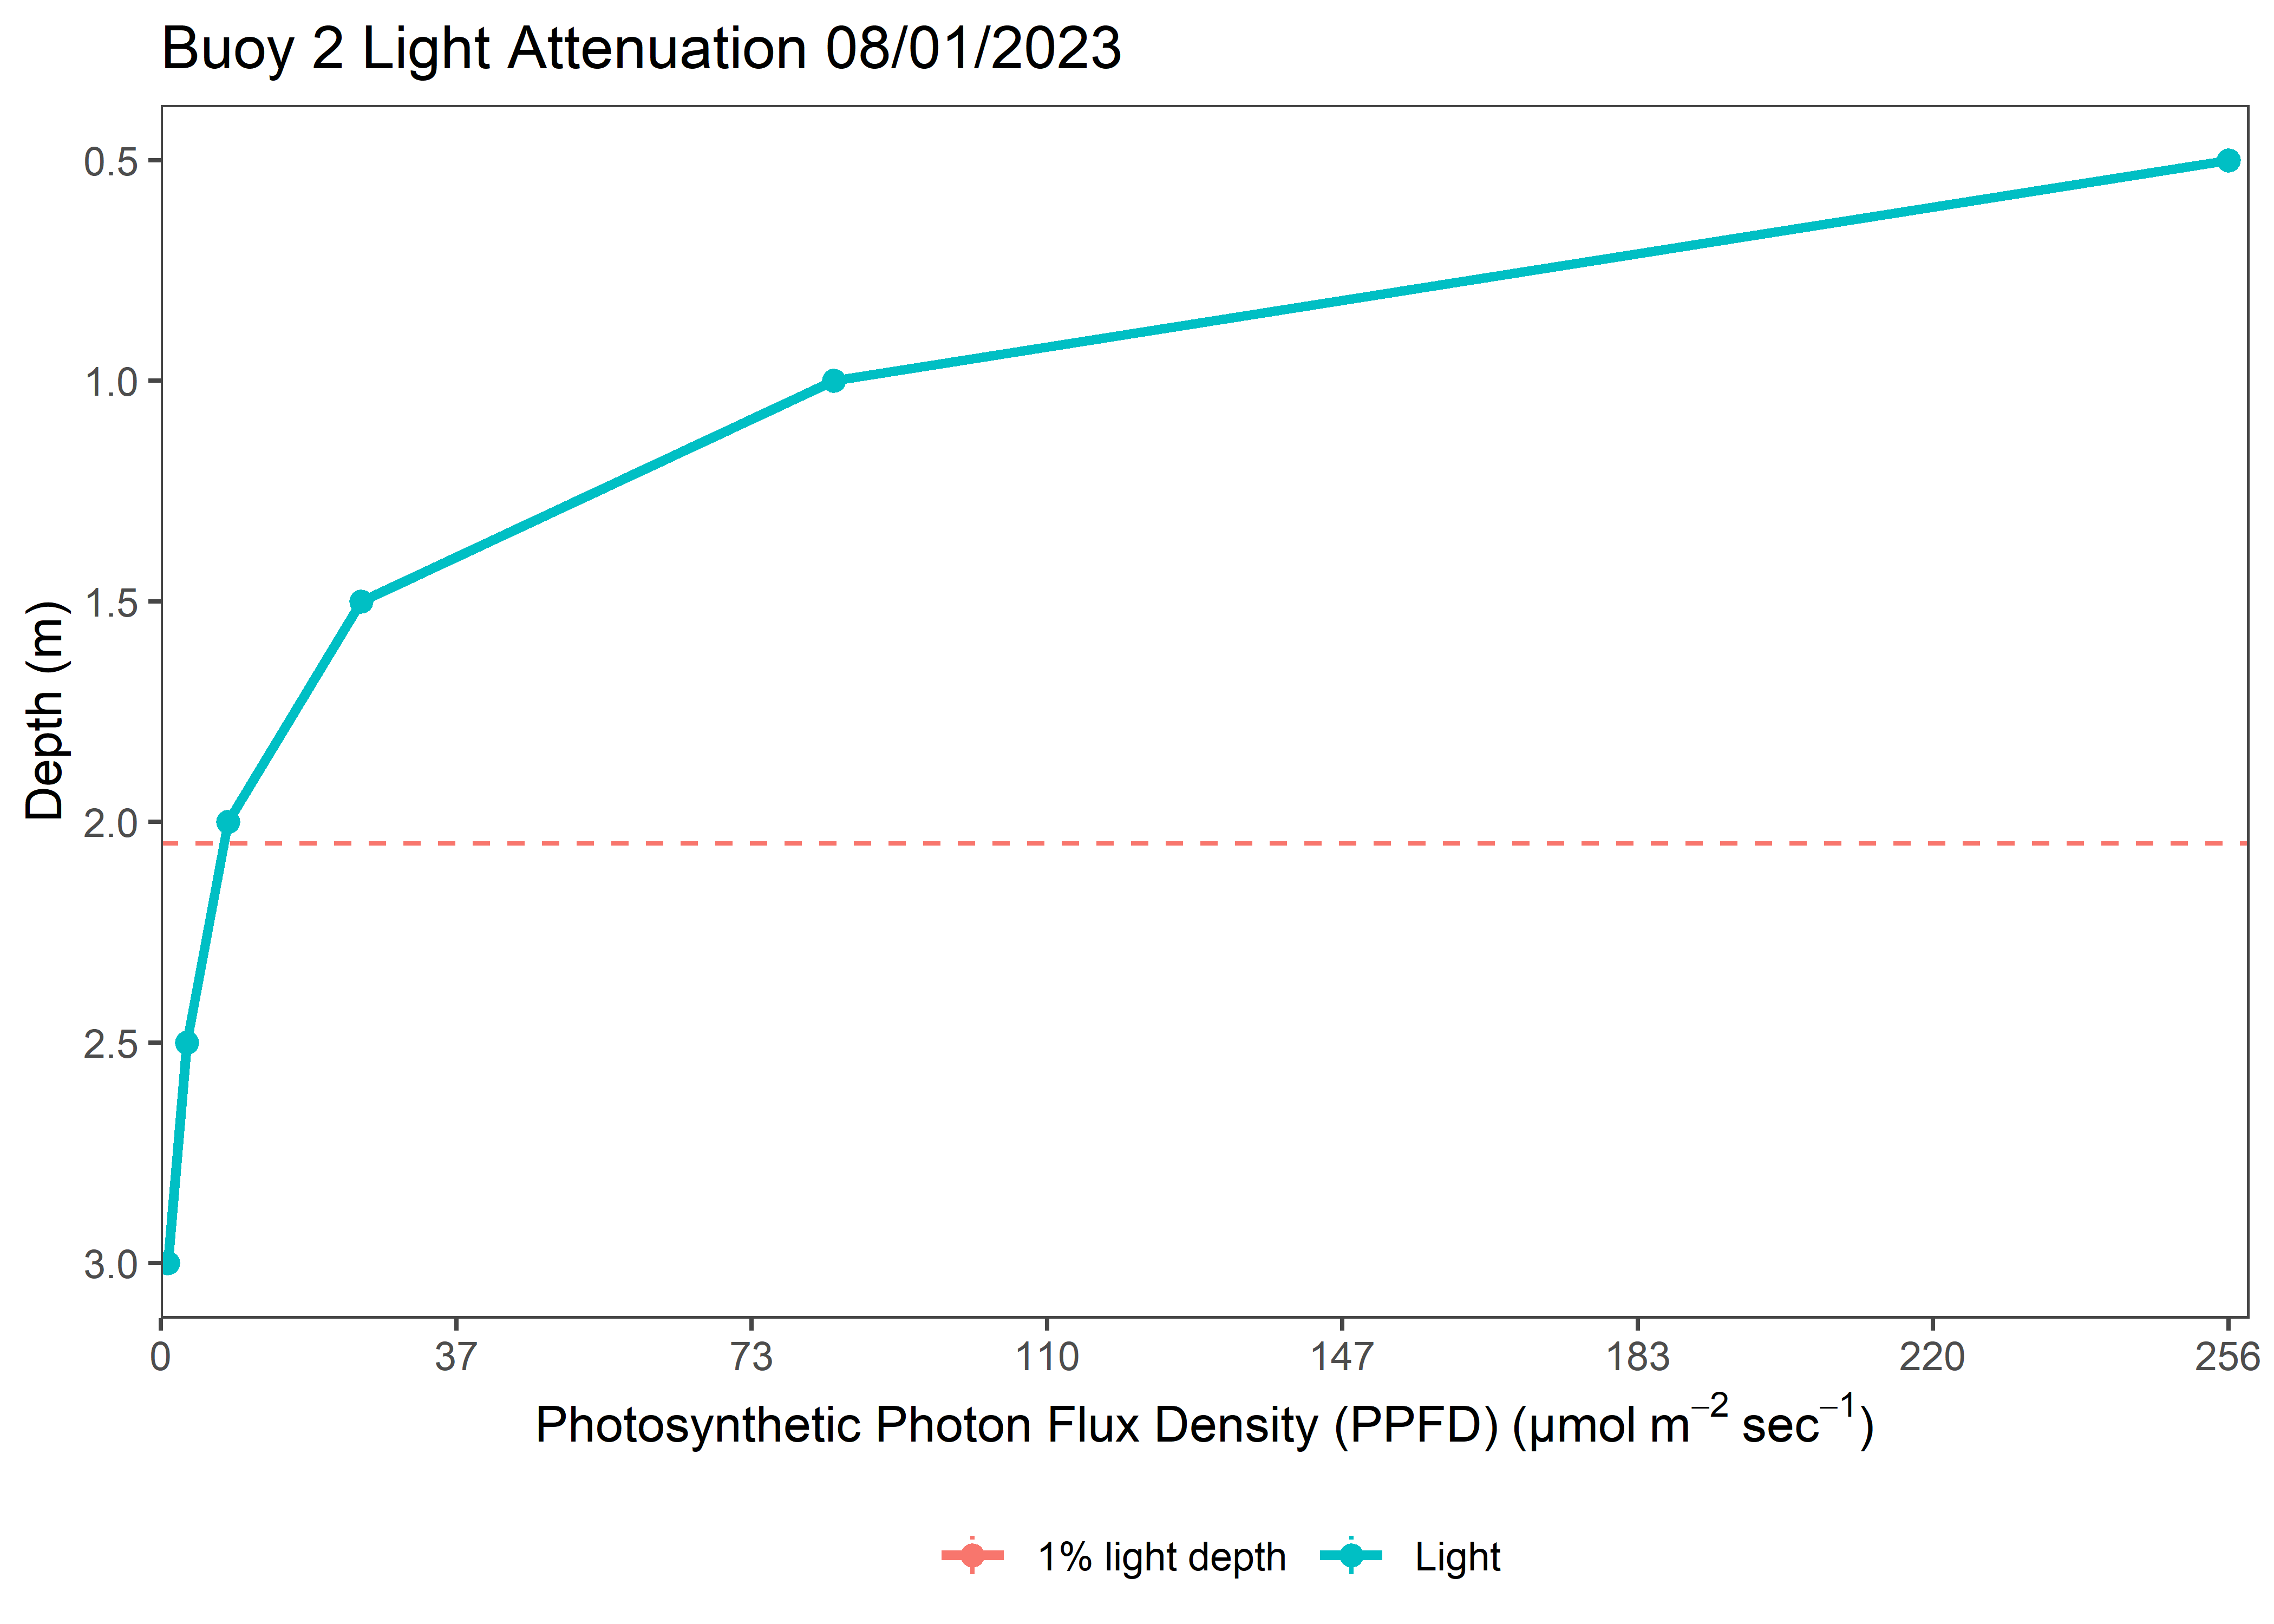 Buoy 2 Light Attenuation 08/01/2023
0.5
1.0
1.5
2.0
2.5
3.0
Depth (m)
0 37 73 110 147 183 220 256
Photosynthetic Photon Flux Density (PPFD) (μmol m⁻² sec⁻¹)
1% light depth Light